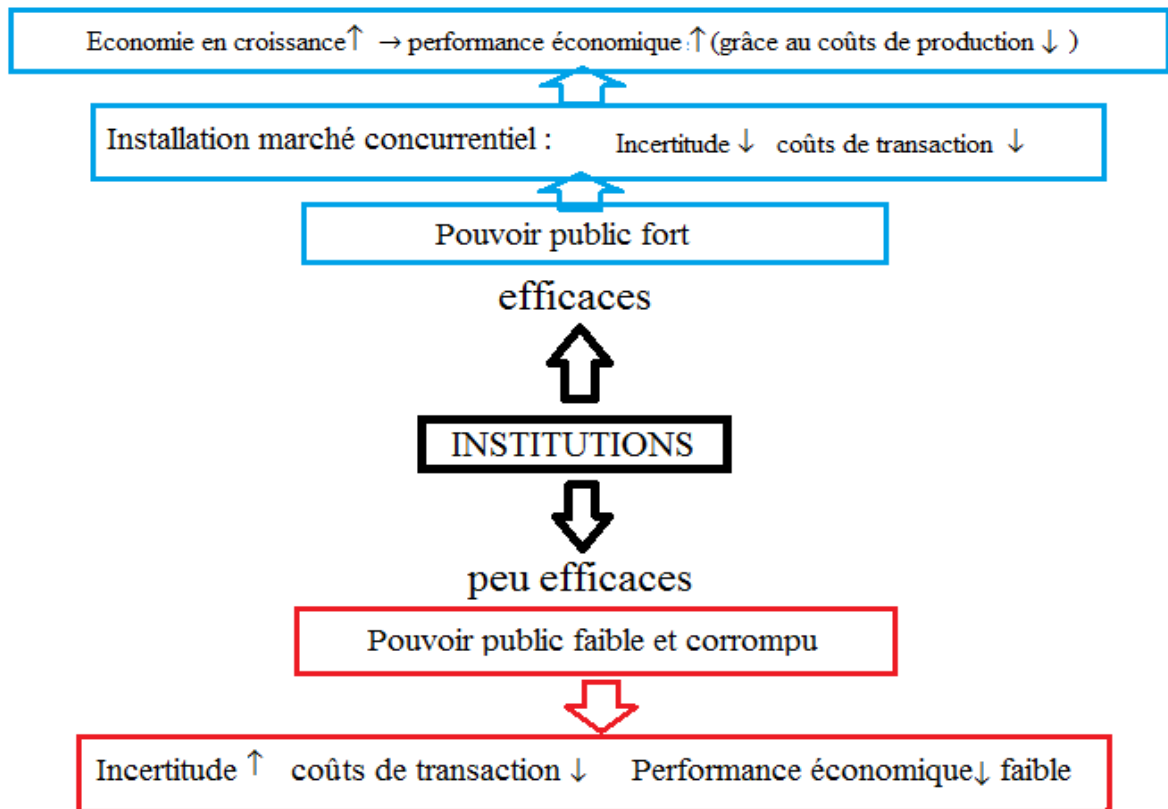 Economie en croissance↑ → performance économique :↑(grâce au coûts de production ↓ )
Installation marché concurrentiel : Incertitude ↓ coûts de transaction ↓
Pouvoir public fort
efficaces
INSTITUTIONS
peu efficaces
Pouvoir public faible et corrompu
Incertitude ↑ coûts de transaction ↓ Performance économique↓ faible